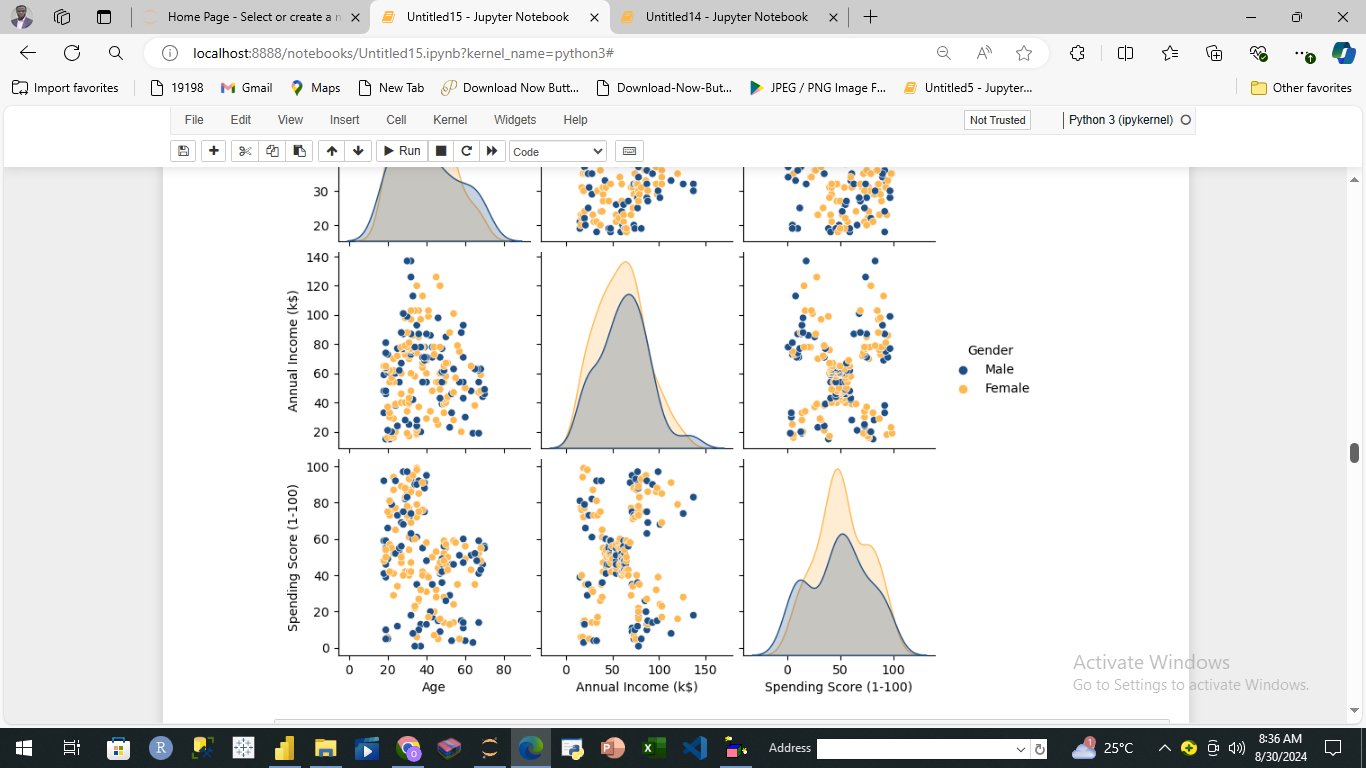 Home Page - Select or create a n
Untitled15 - Jupyter Notebook
Untitled14 - Jupyter Notebook
localhost:8888/notebooks/Untitled15.ipynb?kernel_name=python3#
Import favorites 19198 Gmail Maps New Tab Download Now Butt... Download-Now-But... JPEG / PNG Image F... Untitled5 - Jupyter... Other favorites
File Edit View Insert Cell Kernel Widgets Help Not Trusted Python 3 (ipykernel)
Run Code
30
20
140
120
100
80
60
40
20
Annual Income (k$)
Gender
Male
Female
100
80
60
40
20
0
Spending Score (1-100)
0 20 40 60 80 0 50 100 150 0 50 100
Age Annual Income (k$) Spending Score (1-100)
Activate Windows
Go to Settings to activate Windows.
Address 1 25°C 8:36 AM
8/30/2024